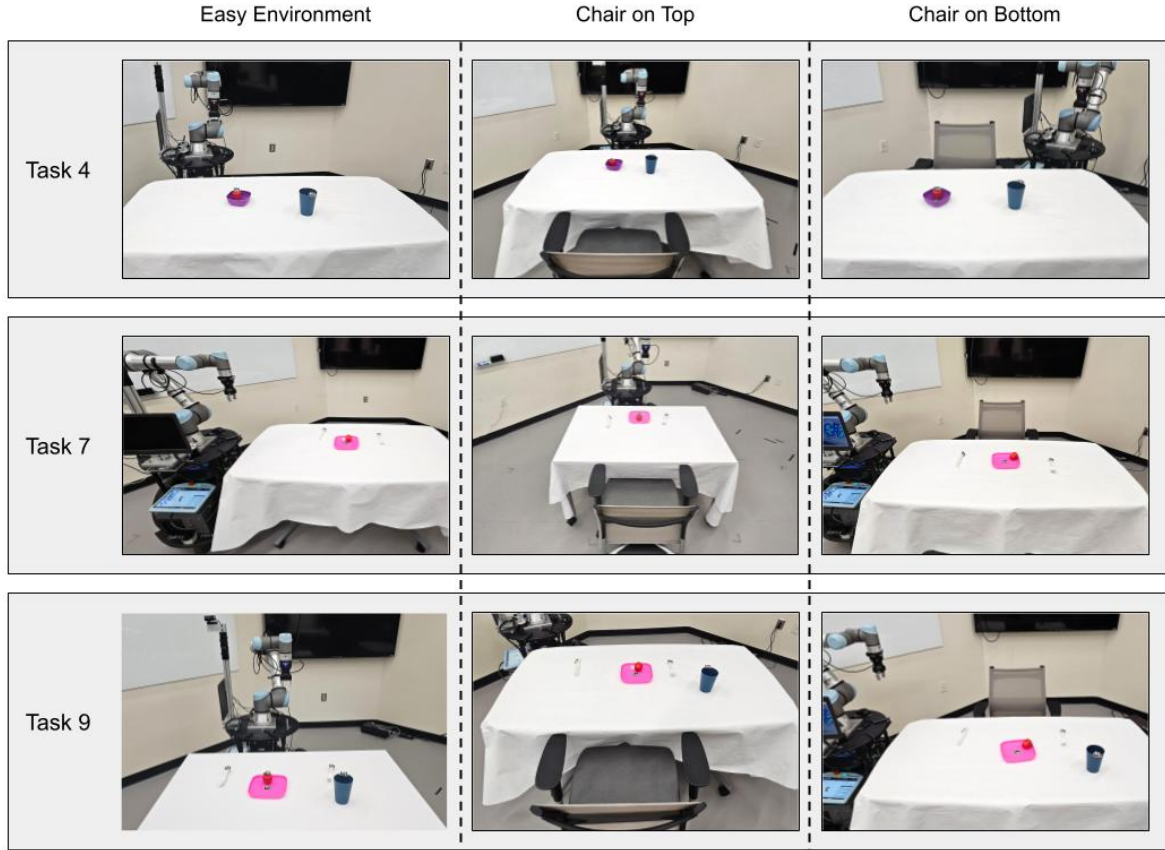 Easy Environment
Chair on Top
Chair on Bottom
Task 4
Task 7
Task 9